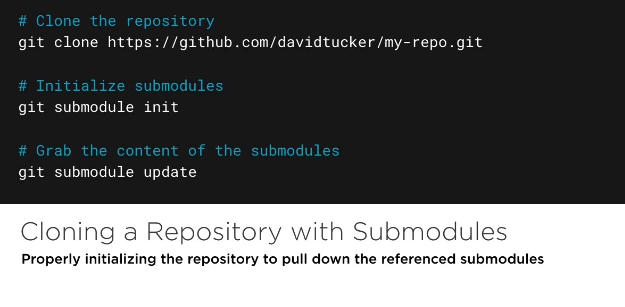 # Clone the repository
git clone https://github.com/davidtucker/my-repo.git
# Initialize submodules
git submodule init
# Grab the content of the submodules
git submodule update
Cloning a Repository with Submodules
Properly initializing the repository to pull down the referenced submodules